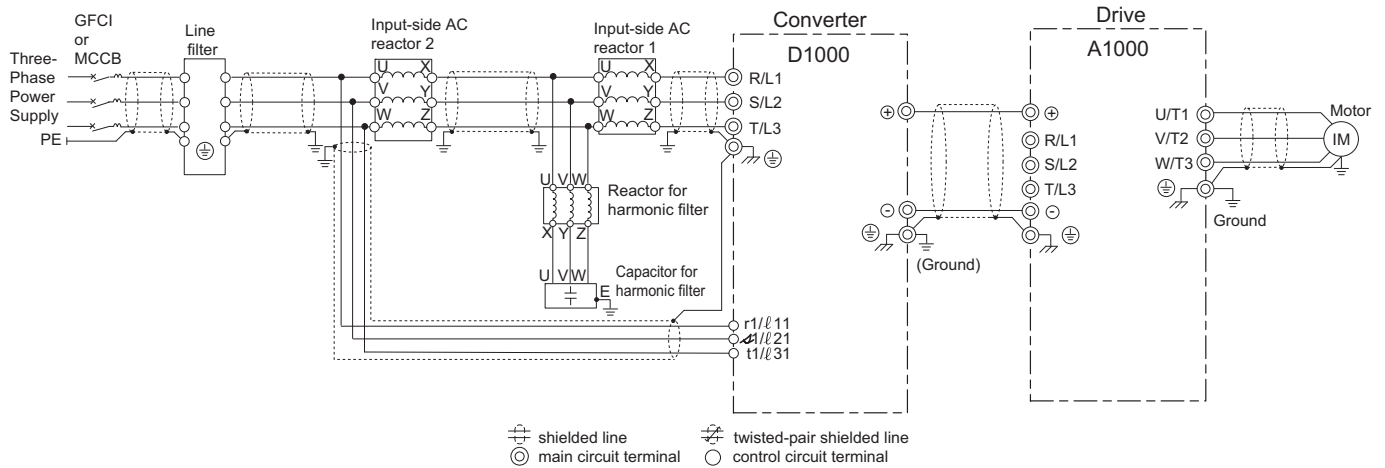 Converter
Drive
D1000
A1000
GFCI
or
MCCB
Line
filter
Input-side AC
reactor 2
Input-side AC
reactor 1
Three-
Phase
Power
Supply
PE
U X
V Y
W Z
U X
V Y
W Z
R/L1
S/L2
T/L3
+
-
(Ground)
+
R/L1
S/L2
T/L3
-
U/T1
V/T2
W/T3
Motor
IM
Ground
U V W
Reactor for
harmonic filter
X Y Z
U V W
Capacitor for
harmonic filter
E
r1/ℓ11
1/ℓ21
t1/ℓ31
shielded line
twisted-pair shielded line
main circuit terminal
control circuit terminal